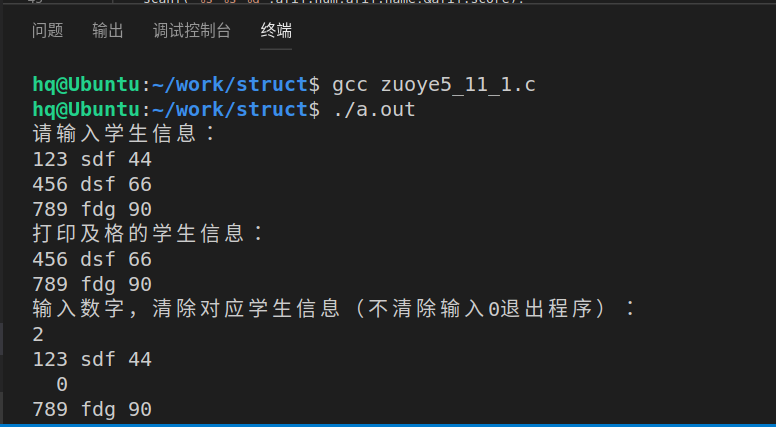 问题 输出 调试控制台 终端
hq@Ubuntu:~/work/struct$ gcc zuoye5_11_1.c
hq@Ubuntu:~/work/struct$ ./a.out
请输入学生信息：
123 sdf 44
456 dsf 66
789 fdg 90
打印及格的学生信息：
456 dsf 66
789 fdg 90
输入数字，清除对应学生信息（不清除输入0退出程序）：
2
123 sdf 44
  0
789 fdg 90